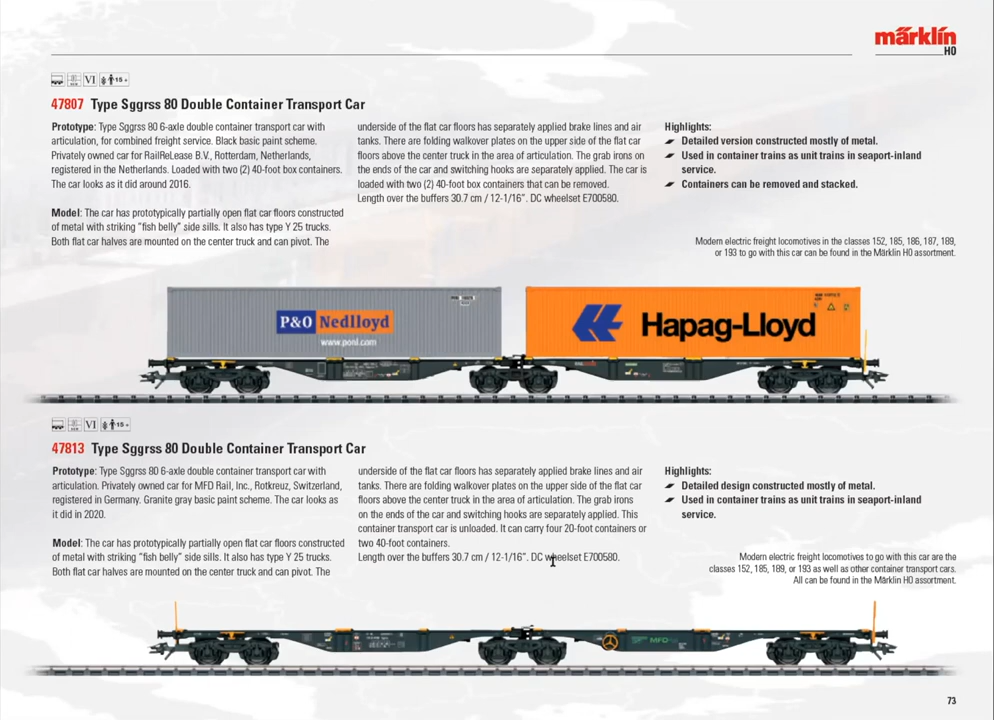 märklín
H0
VI 15 +
47807 Type Sggrss 80 Double Container Transport Car
Prototype: Type Sggrss 80 6-axle double container transport car with
articulation, for combined freight service. Black basic paint scheme.
Privately owned car for RailReLease B.V., Rotterdam, Netherlands,
registered in the Netherlands. Loaded with two (2) 40-foot box containers.
The car looks as it did around 2016.
Model: The car has prototypically partially open flat car floors constructed
of metal with striking “fish belly” side sills. It also has type Y 25 trucks.
Both flat car halves are mounted on the center truck and can pivot. The
underside of the flat car floors has separately applied brake lines and air
tanks. There are folding walkover plates on the upper side of the flat car
floors above the center truck in the area of articulation. The grab irons on
the ends of the car and switching hooks are separately applied. The car is
loaded with two (2) 40-foot box containers that can be removed.
Length over the buffers 30.7 cm / 12-1/16”. DC wheelset E700580.
Highlights:
Detailed version constructed mostly of metal.
Used in container trains as unit trains in seaport-inland
service.
Containers can be removed and stacked.
Modern electric freight locomotives in the classes 152, 185, 186, 187, 189,
or 193 to go with this car can be found in the Märklin H0 assortment.
P&O Nedlloyd
www.ponl.com
Hapag-Lloyd
VI 15 +
47813 Type Sggrss 80 Double Container Transport Car
Prototype: Type Sggrss 80 6-axle double container transport car with
articulation. Privately owned car for MFD Rail, Inc., Rotkreuz, Switzerland,
registered in Germany. Granite gray basic paint scheme. The car looks as
it did in 2020.
Model: The car has prototypically partially open flat car floors constructed
of metal with striking “fish belly” side sills. It also has type Y 25 trucks.
Both flat car halves are mounted on the center truck and can pivot. The
underside of the flat car floors has separately applied brake lines and air
tanks. There are folding walkover plates on the upper side of the flat car
floors above the center truck in the area of articulation. The grab irons
on the ends of the car and switching hooks are separately applied. This
container transport car is unloaded. It can carry four 20-foot containers or
two 40-foot containers.
Length over the buffers 30.7 cm / 12-1/16”. DC wheelset E700580.
Highlights:
Detailed design constructed mostly of metal.
Used in container trains as unit trains in seaport-inland
service.
Modern electric freight locomotives to go with this car are the
classes 152, 185, 189, or 193 as well as other container transport cars.
All can be found in the Märklin H0 assortment.
MFD
73